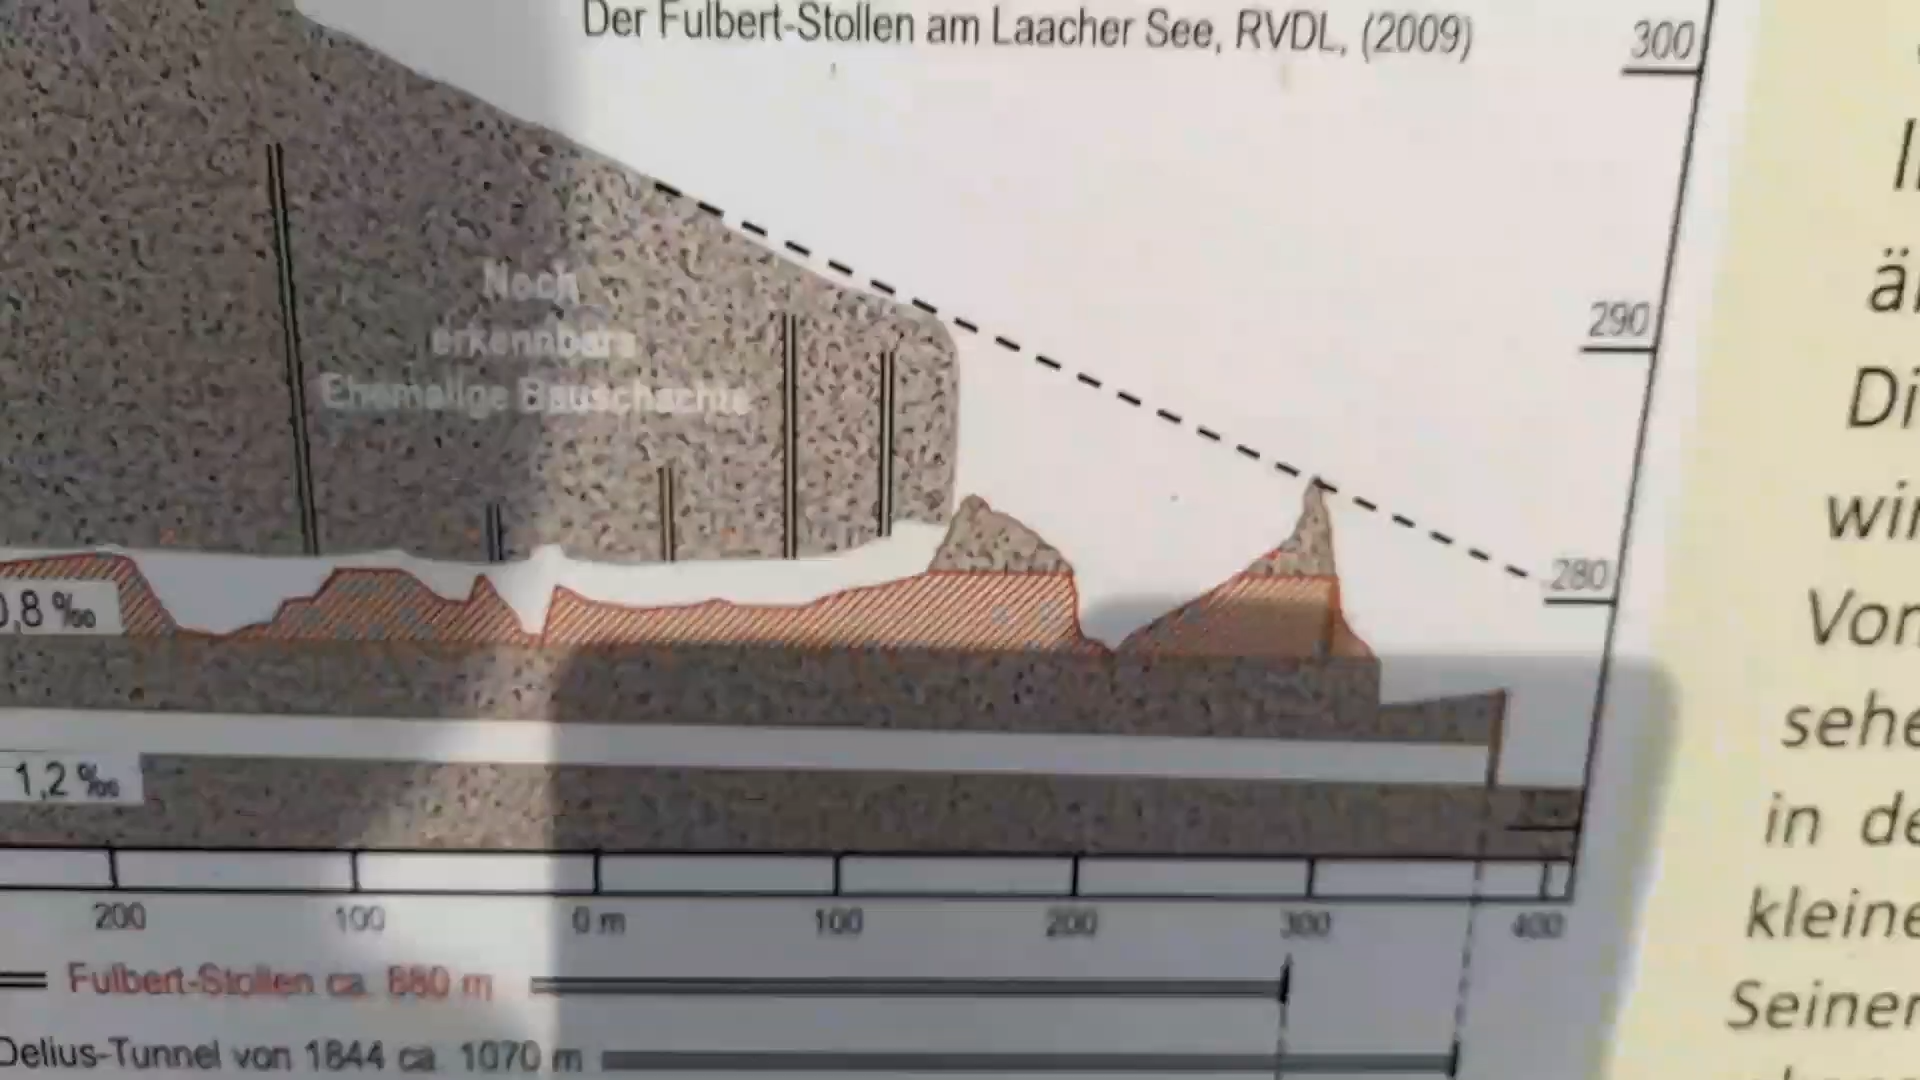 Der Fulbert-Stollen am Laacher See, RVDL, (2009)
300
290
280
Noch
erkennbare
Ehemalige Bauschächte
0,8 ‰
1,2 ‰
200 100 0 m 100 200 300 400
Fulbert-Stollen ca. 880 m
Delius-Tunnel von 1844 ca. 1070 m
Di
wir
Vor
sehe
in de
kleine
Seiner